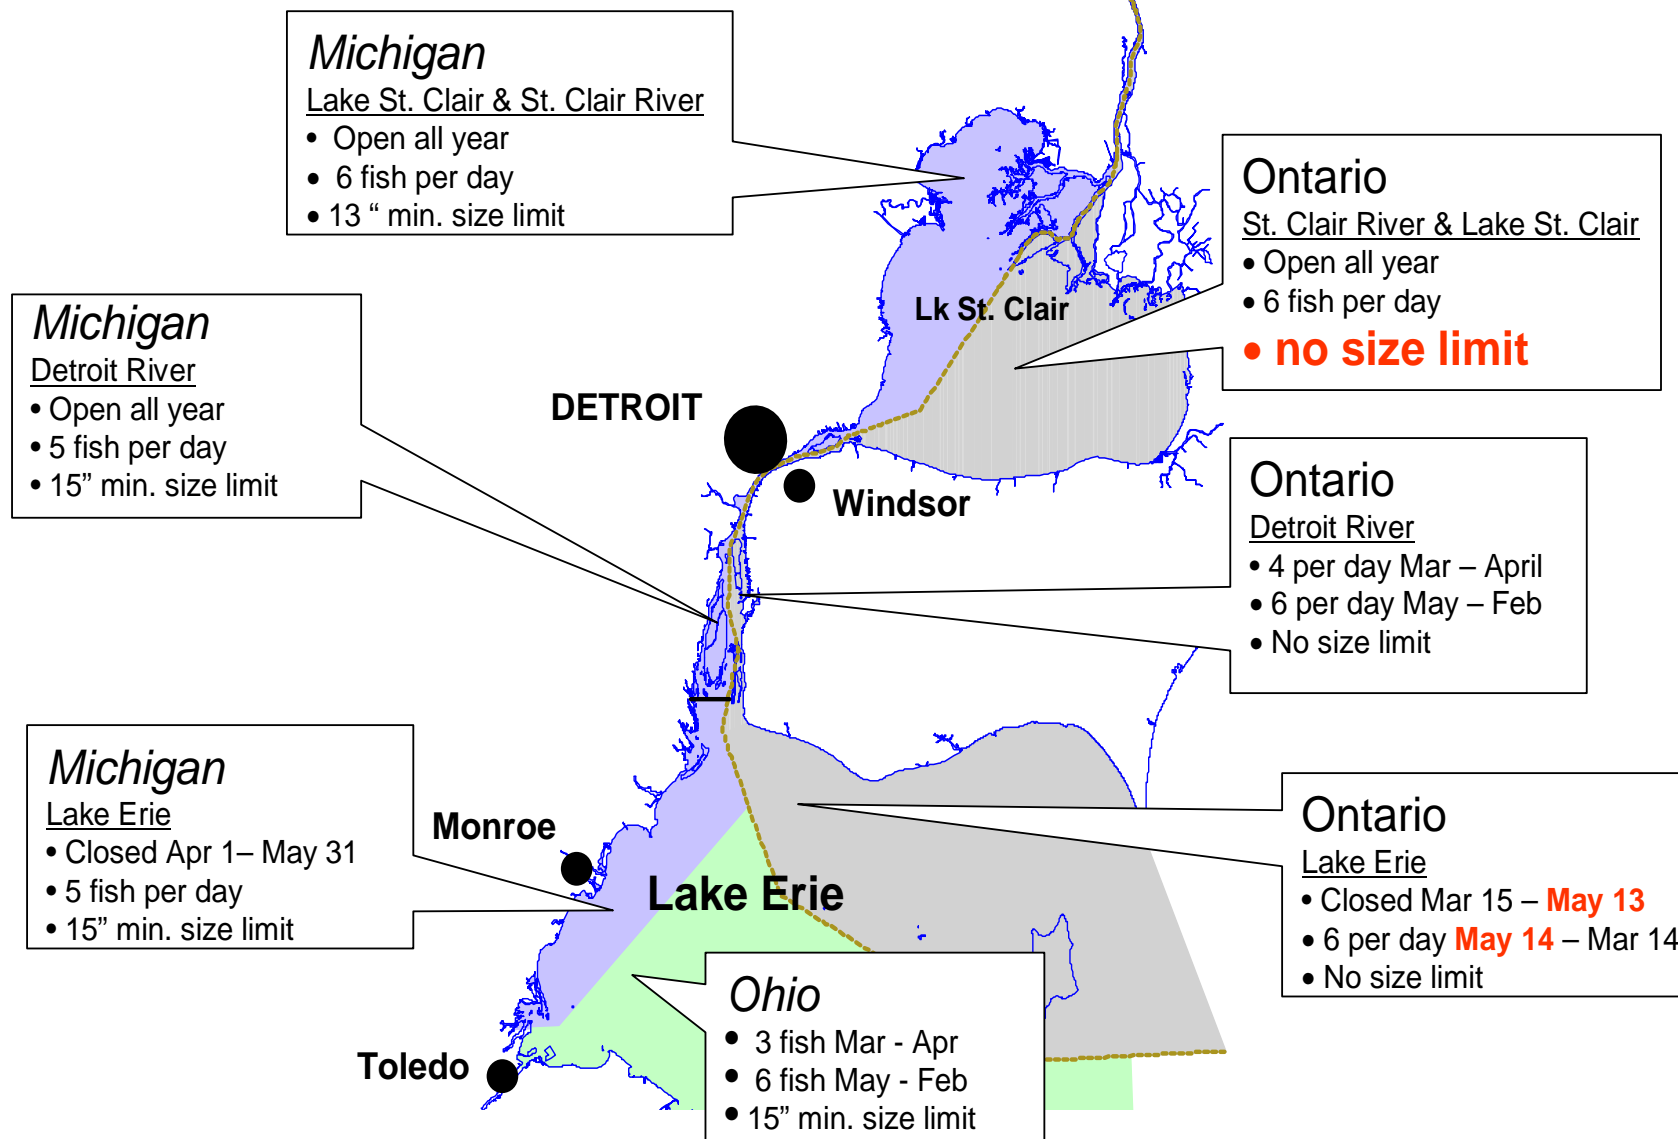 Michigan
Lake St. Clair & St. Clair River
• Open all year
• 6 fish per day
• 13 “ min. size limit
Ontario
St. Clair River & Lake St. Clair
• Open all year
• 6 fish per day
• no size limit
Lk St. Clair
Michigan
Detroit River
• Open all year
• 5 fish per day
• 15” min. size limit
DETROIT
Windsor
Ontario
Detroit River
• 4 per day Mar – April
• 6 per day May – Feb
• No size limit
Michigan
Lake Erie
• Closed Apr 1– May 31
• 5 fish per day
• 15” min. size limit
Monroe
Lake Erie
Ontario
Lake Erie
• Closed Mar 15 – May 13
• 6 per day May 14 – Mar 14
• No size limit
Ohio
• 3 fish Mar - Apr
• 6 fish May - Feb
• 15” min. size limit
Toledo